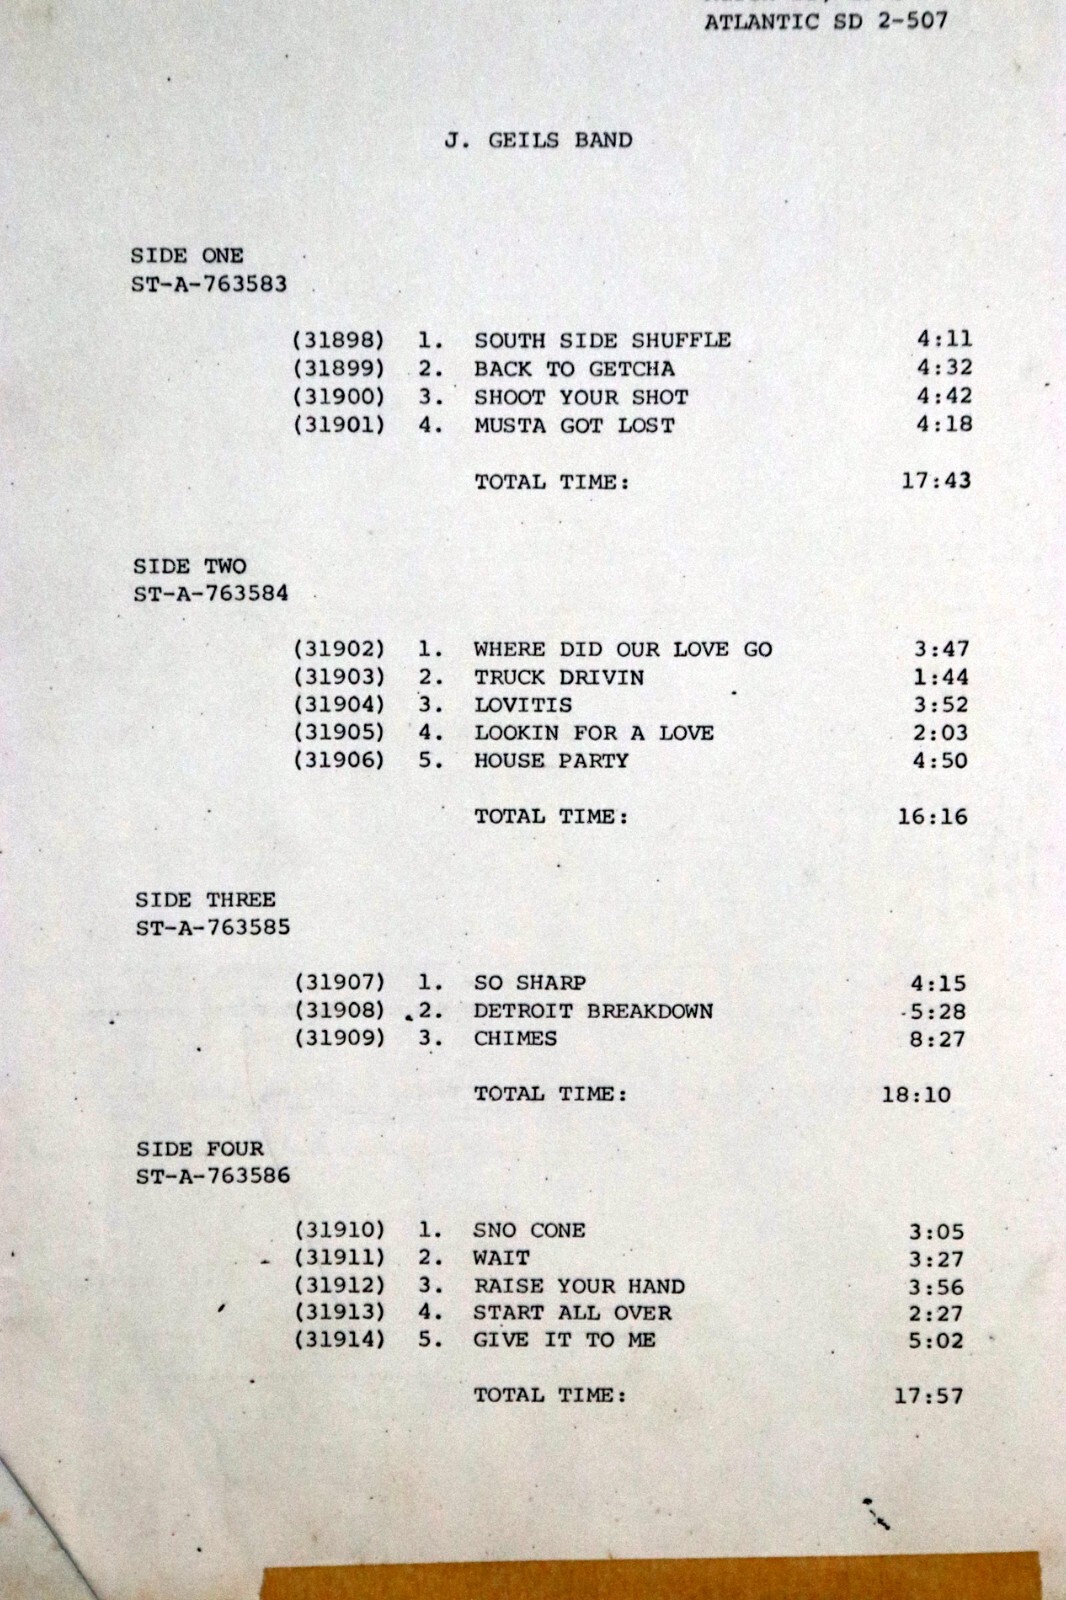 ATLANTIC SD 2-507
J. GEILS BAND
SIDE ONE
ST-A-763583
(31898) 1. SOUTH SIDE SHUFFLE 4:11
(31899) 2. BACK TO GETCHA 4:32
(31900) 3. SHOOT YOUR SHOT 4:42
(31901) 4. MUSTA GOT LOST 4:18
TOTAL TIME: 17:43
SIDE TWO
ST-A-763584
(31902) 1. WHERE DID OUR LOVE GO 3:47
(31903) 2. TRUCK DRIVIN 1:44
(31904) 3. LOVITIS 3:52
(31905) 4. LOOKIN FOR A LOVE 2:03
(31906) 5. HOUSE PARTY 4:50
TOTAL TIME: 16:16
SIDE THREE
ST-A-763585
(31907) 1. SO SHARP 4:15
(31908) 2. DETROIT BREAKDOWN 5:28
(31909) 3. CHIMES 8:27
TOTAL TIME: 18:10
SIDE FOUR
ST-A-763586
(31910) 1. SNO CONE 3:05
(31911) 2. WAIT 3:27
(31912) 3. RAISE YOUR HAND 3:56
(31913) 4. START ALL OVER 2:27
(31914) 5. GIVE IT TO ME 5:02
TOTAL TIME: 17:57